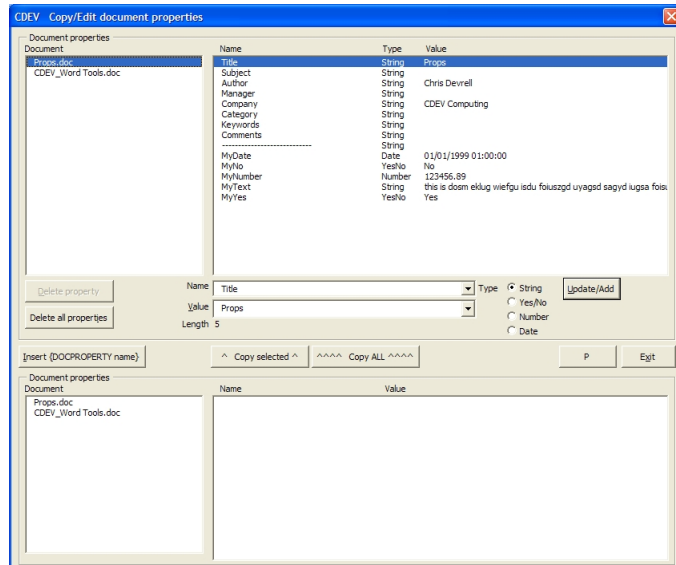 CDEV Copy/Edit document properties
Document properties
Document Name Type Value
Props.doc Title String Props
CDEV_Word Tools.doc Subject String
Author String Chris Devrell
Manager String
Company String CDEV Computing
Category String
Keywords String
Comments String
---------------------------- String
MyDate Date 01/01/1999 01:00:00
MyNo YesNo No
MyNumber Number 123456.89
MyText String this is dosm eklug wiefgu isdu foiuszgd uyagsd sagyd iugsa foisu
MyYes YesNo Yes
Delete property Name Title Type String Update/Add
Yes/No
Delete all properties Value Props Number
Length 5 Date
Insert {DOCPROPERTY name} ^ Copy selected ^ ^^^^ Copy ALL ^^^^ P Exit
Document properties
Document Name Value
Props.doc
CDEV_Word Tools.doc